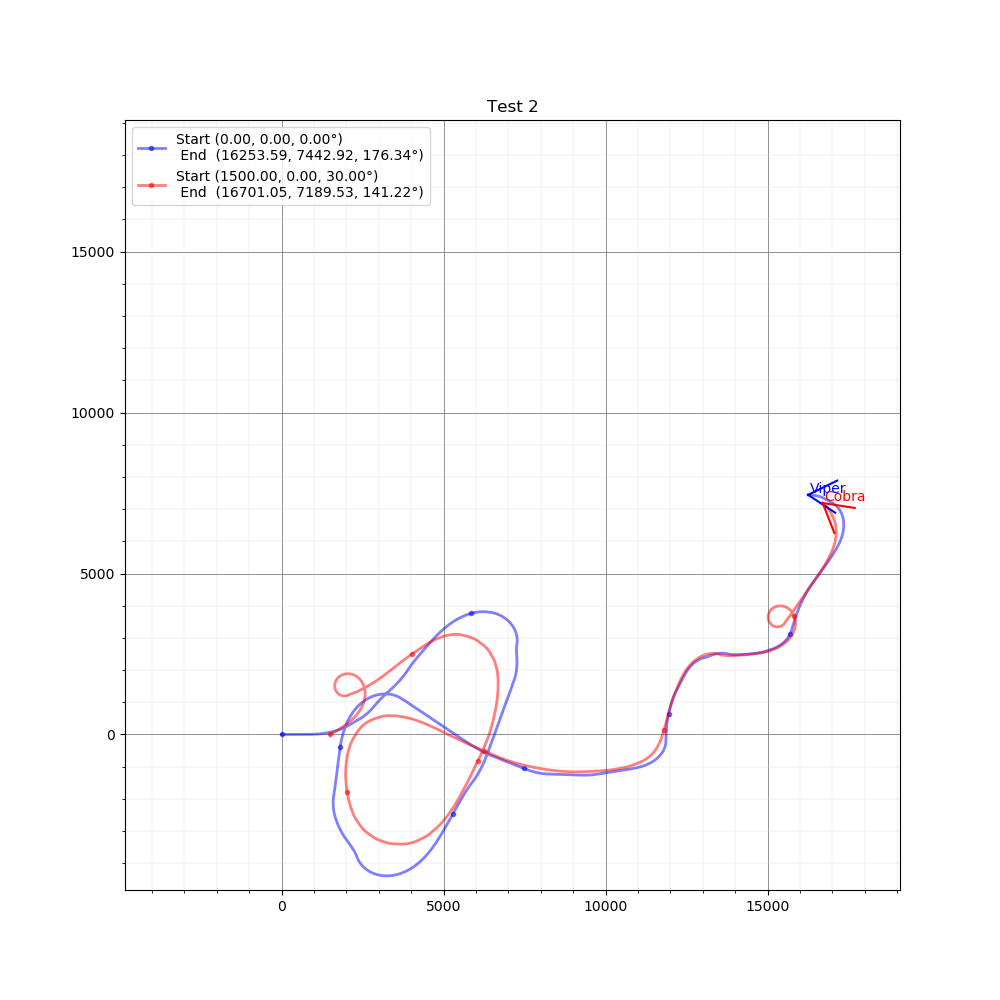 Test 2
Start (0.00, 0.00, 0.00°)
End  (16253.59, 7442.92, 176.34°)
Start (1500.00, 0.00, 30.00°)
End  (16701.05, 7189.53, 141.22°)
15000
10000
5000
0
Viper
Cobra
0
5000
10000
15000